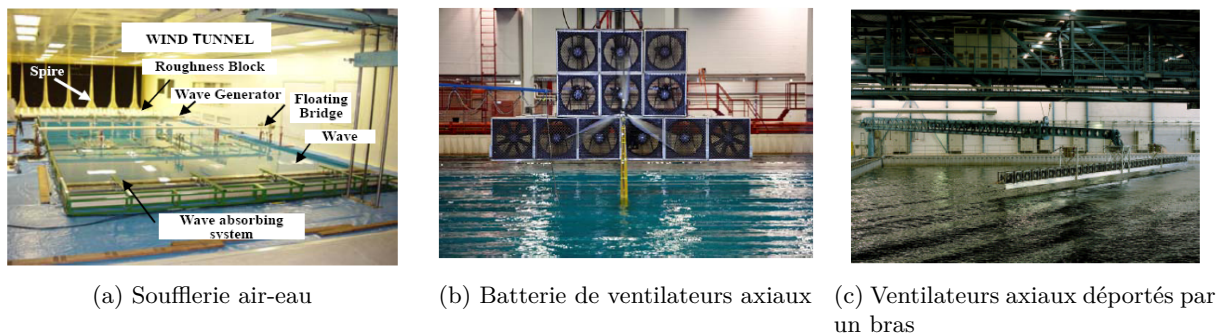 WIND TUNNEL
Roughness Block
Spire
Wave Generator
Floating
Bridge
Wave
Wave absorbing
system
(a) Soufflerie air-eau
(b) Batterie de ventilateurs axiaux
(c) Ventilateurs axiaux déportés par
un bras